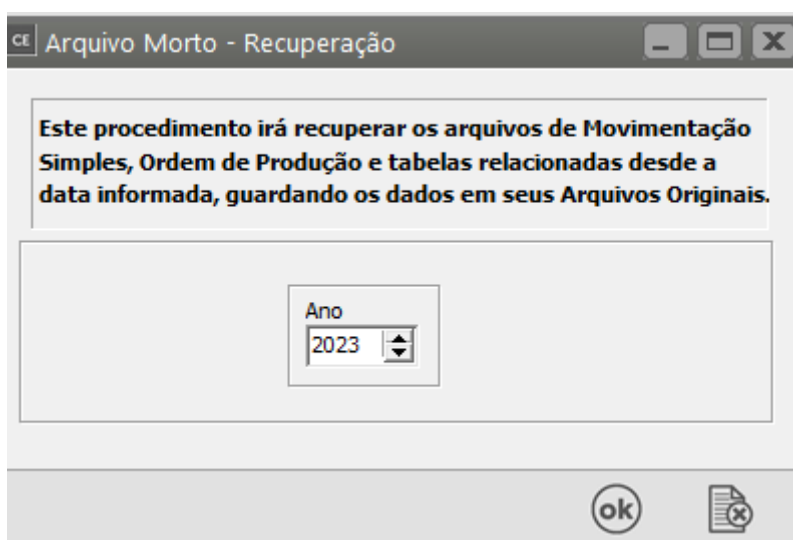 CE Arquivo Morto - Recuperação
Este procedimento irá recuperar os arquivos de Movimentação
Simples, Ordem de Produção e tabelas relacionadas desde a
data informada, guardando os dados em seus Arquivos Originais.
Ano
2023
ok